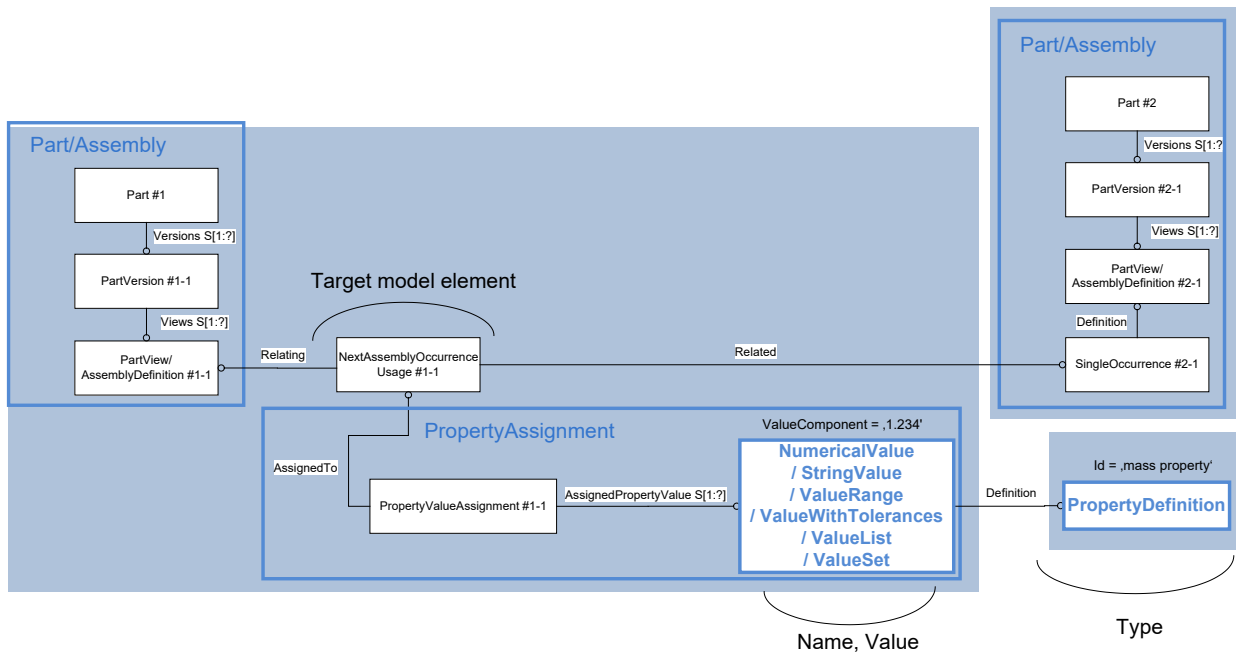 Part/Assembly
Part #1
Versions S[1:?]
PartVersion #1-1
Views S[1:?]
PartView/
AssemblyDefinition #1-1
Relating
Target model element
NextAssemblyOccurrence
Usage #1-1
Related
Part/Assembly
Part #2
Versions S[1:?
PartVersion #2-1
Views S[1:?]
PartView/
AssemblyDefinition #2-1
Definition
SingleOccurrence #2-1
PropertyAssignment
AssignedTo
PropertyValueAssignment #1-1
AssignedPropertyValue S[1:?]
ValueComponent = ‚1.234'
NumericalValue
/ StringValue
/ ValueRange
/ ValueWithTolerances
/ ValueList
/ ValueSet
Definition
Id = ‚mass property‘
PropertyDefinition
Name, Value
Type